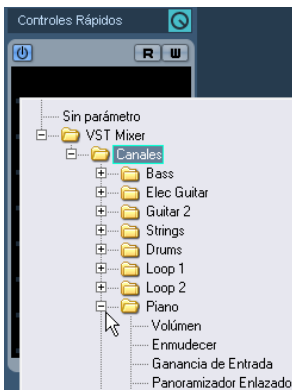 Controles Rápidos
R W
Sin parámetro
VST Mixer
Canales
Bass
Elec Guitar
Guitar 2
Strings
Drums
Loop 1
Loop 2
Piano
Volúmen
Enmudecer
Ganancia de Entrada
Panoramizador Enlazado